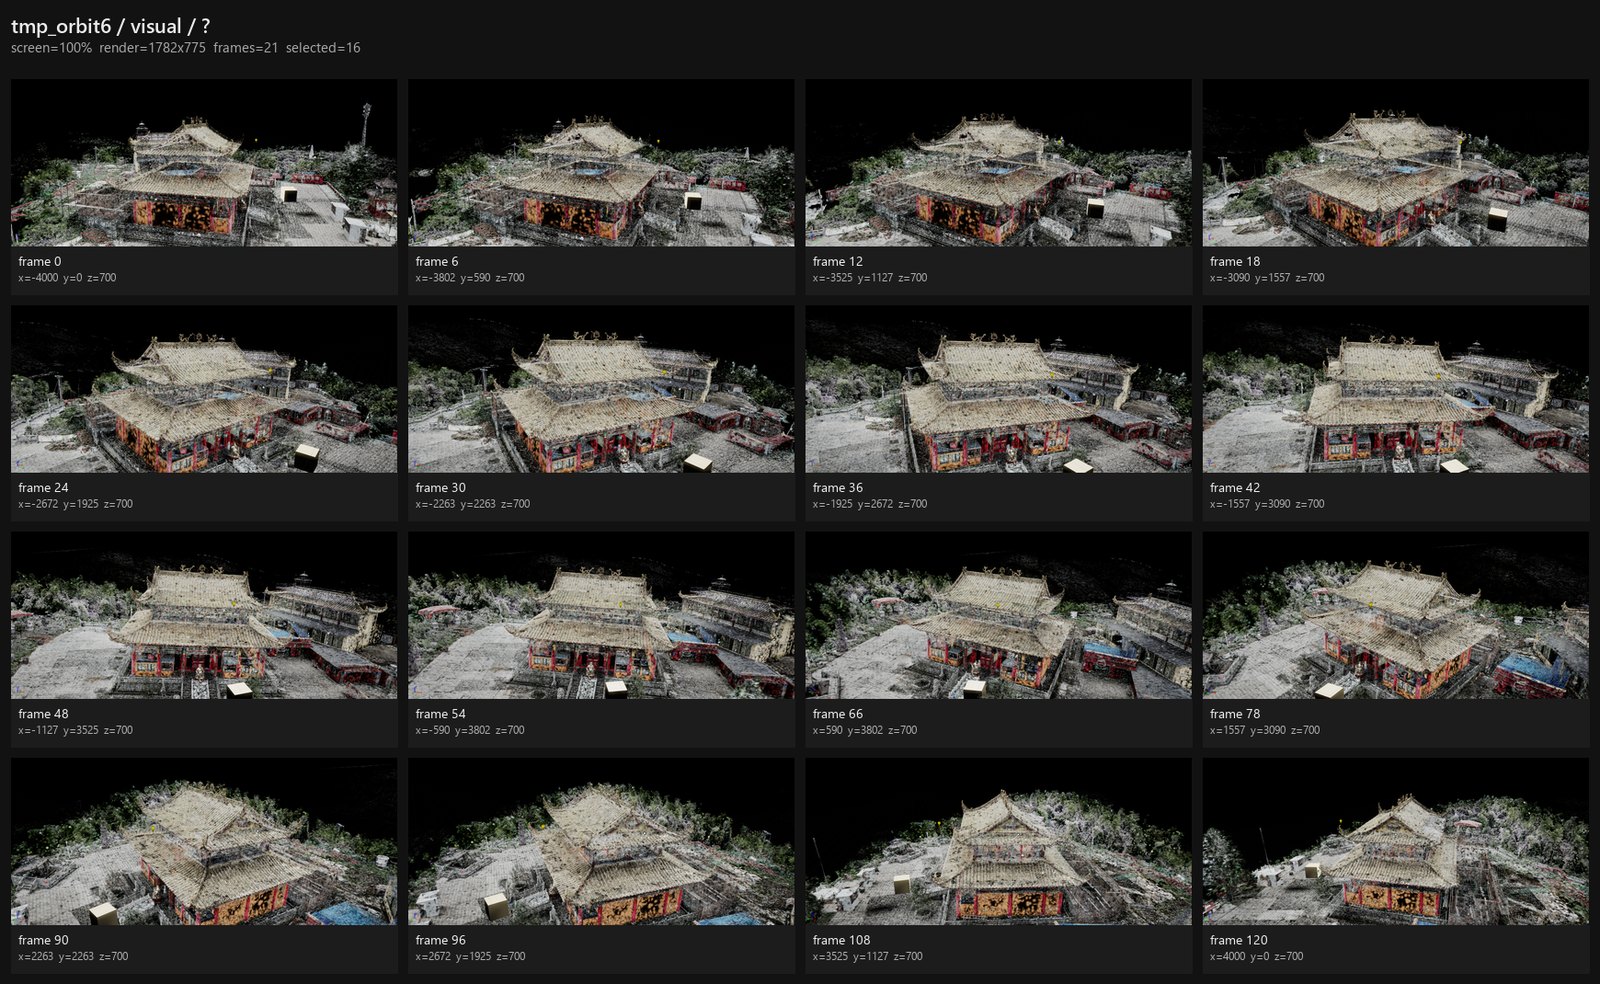 tmp_orbit6 / visual / ?
screen=100% render=1782x775 frames=21 selected=16
frame 0
x=-4000 y=0 z=700
frame 6
x=-3802 y=590 z=700
frame 12
x=-3525 y=1127 z=700
frame 18
x=-3090 y=1557 z=700
frame 24
x=-2672 y=1925 z=700
frame 30
x=-2263 y=2263 z=700
frame 36
x=-1925 y=2672 z=700
frame 42
x=-1557 y=3090 z=700
frame 48
x=-1127 y=3525 z=700
frame 54
x=-590 y=3802 z=700
frame 66
x=590 y=3802 z=700
frame 78
x=1557 y=3090 z=700
frame 90
x=2263 y=2263 z=700
frame 96
x=2672 y=1925 z=700
frame 108
x=3525 y=1127 z=700
frame 120
x=4000 y=0 z=700